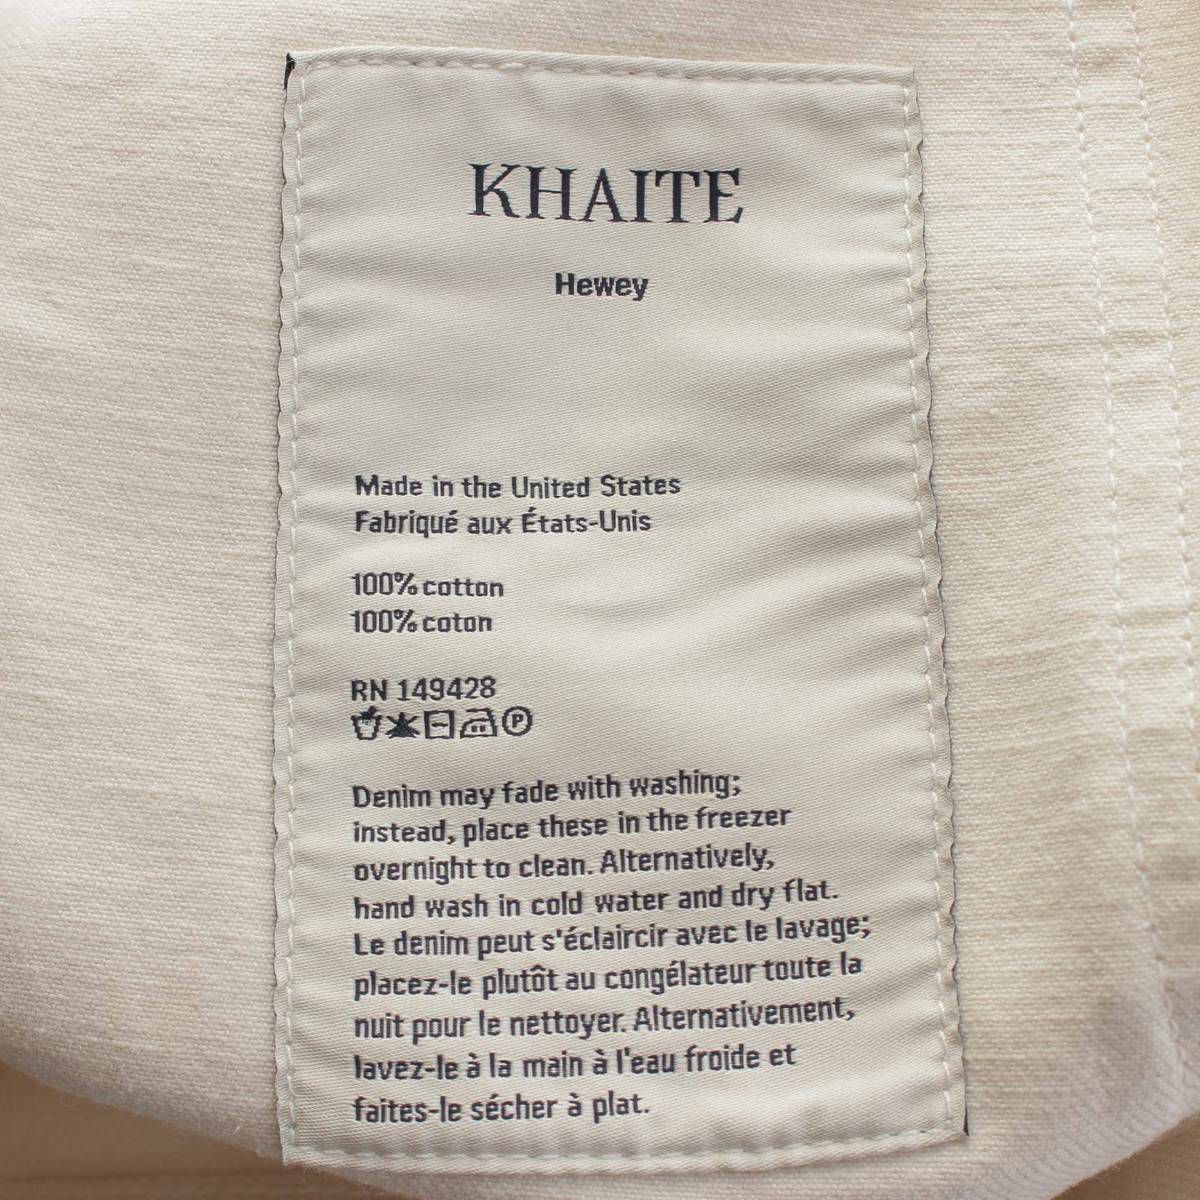 KHAITE
Hewey
Made in the United States
Fabriqué aux États-Unis
100% cotton
100% coton
RN 149428
P
Denim may fade with washing;
instead, place these in the freezer
overnight to clean. Alternatively,
hand wash in cold water and dry flat.
Le denim peut s'éclaircir avec le lavage;
placez-le plutôt au congélateur toute la
nuit pour le nettoyer. Alternativement,
lavez-le à la main à l'eau froide et
faites-le sécher à plat.